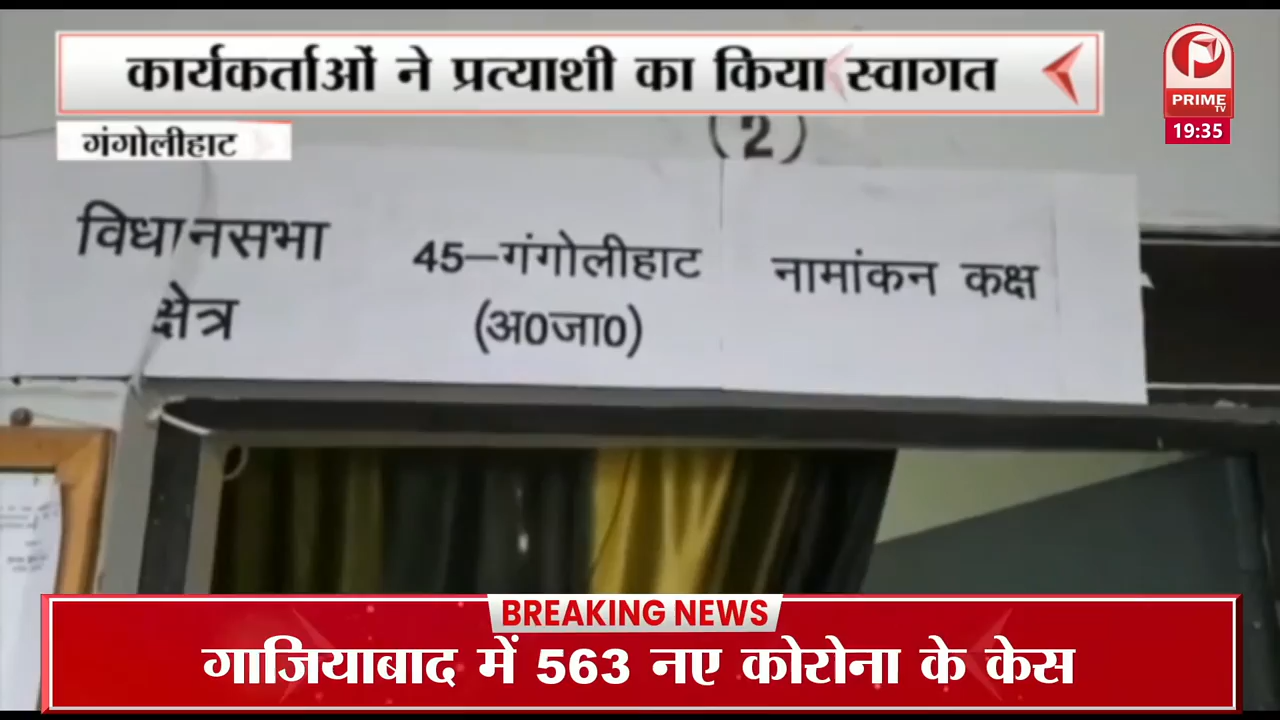 कार्यकर्ताओं ने प्रत्याशी का किया स्वागत
PRIME
TV
19:35
गंगोलीहाट
(2)
विधानसभा क्षेत्र
45-गंगोलीहाट (अ0जा0)
नामांकन कक्ष
BREAKING NEWS
गाजियाबाद में 563 नए कोरोना के केस